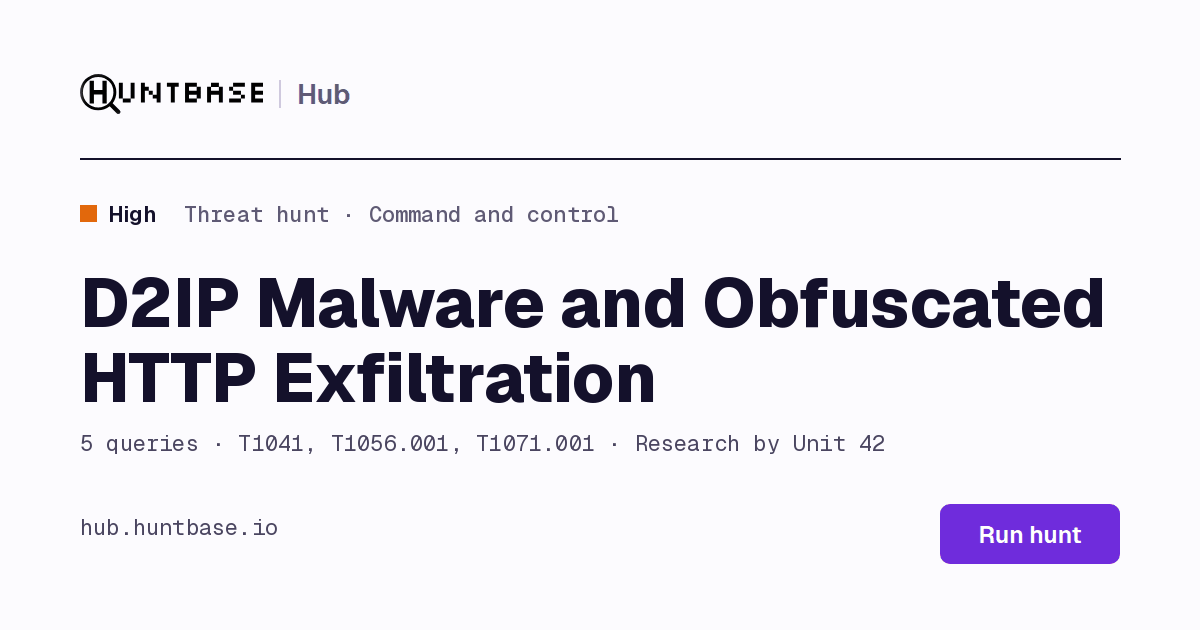 HUNTBASE | Hub
High Threat hunt · Command and control
D2IP Malware and Obfuscated
HTTP Exfiltration
5 queries · T1041, T1056.001, T1071.001 · Research by Unit 42
hub.huntbase.io
Run hunt